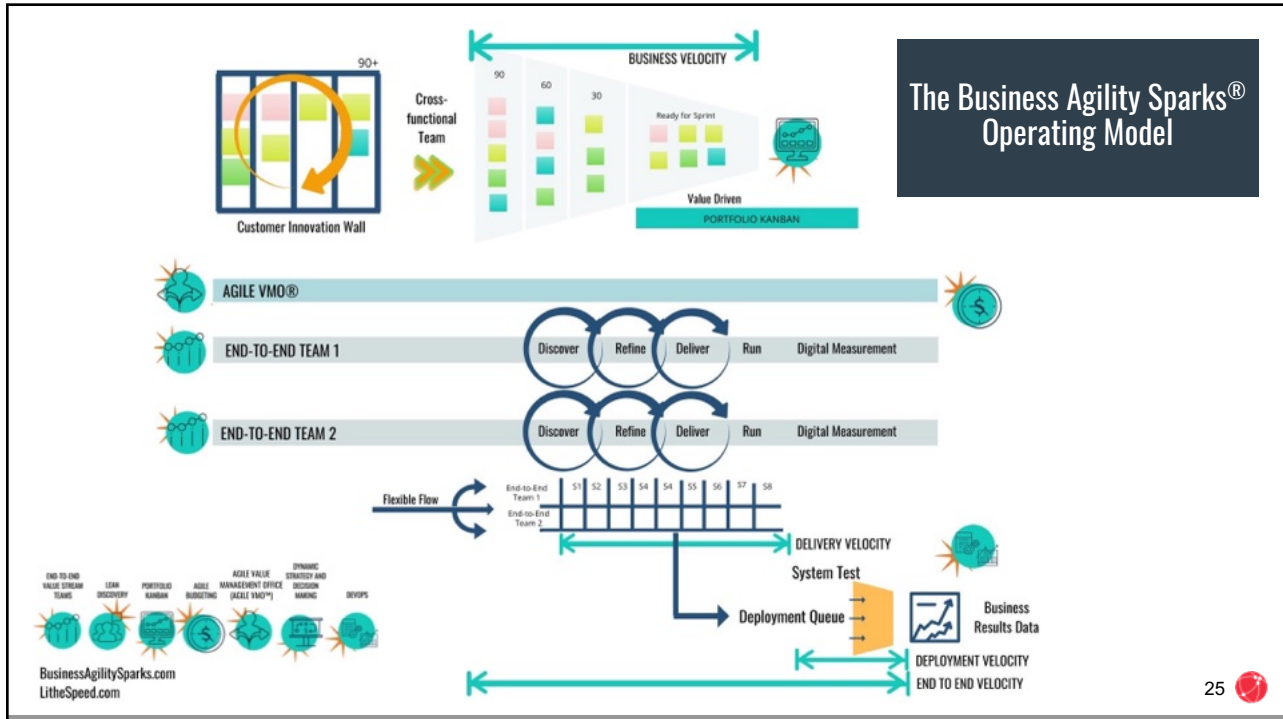 The Business Agility Sparks®
Operating Model
90+
Customer Innovation Wall
Cross-
functional
Team
BUSINESS VELOCITY
90
60
30
Ready for Sprint
Value Driven
PORTFOLIO KANBAN
AGILE VMO®
END-TO-END TEAM 1
Discover
Refine
Deliver
Run
Digital Measurement
END-TO-END TEAM 2
Discover
Refine
Deliver
Run
Digital Measurement
Flexible Flow
End-to-End
Team 1
End-to-End
Team 2
S1 S2 S3 S4 S4 S5 S6 S7 S8
DELIVERY VELOCITY
System Test
Deployment Queue
Business
Results Data
DEPLOYMENT VELOCITY
END TO END VELOCITY
END-TO-END
VALUE STREAM
TEAMS
LEAN
DISCOVERY
PORTFOLIO
KANBAN
AGILE
BUDGETING
AGILE VALUE
MANAGEMENT OFFICE
(AGILE VMO™)
DYNAMIC
STRATEGY AND
DECISION
MAKING
DEVOPS
BusinessAgilitySparks.com
LitheSpeed.com
25